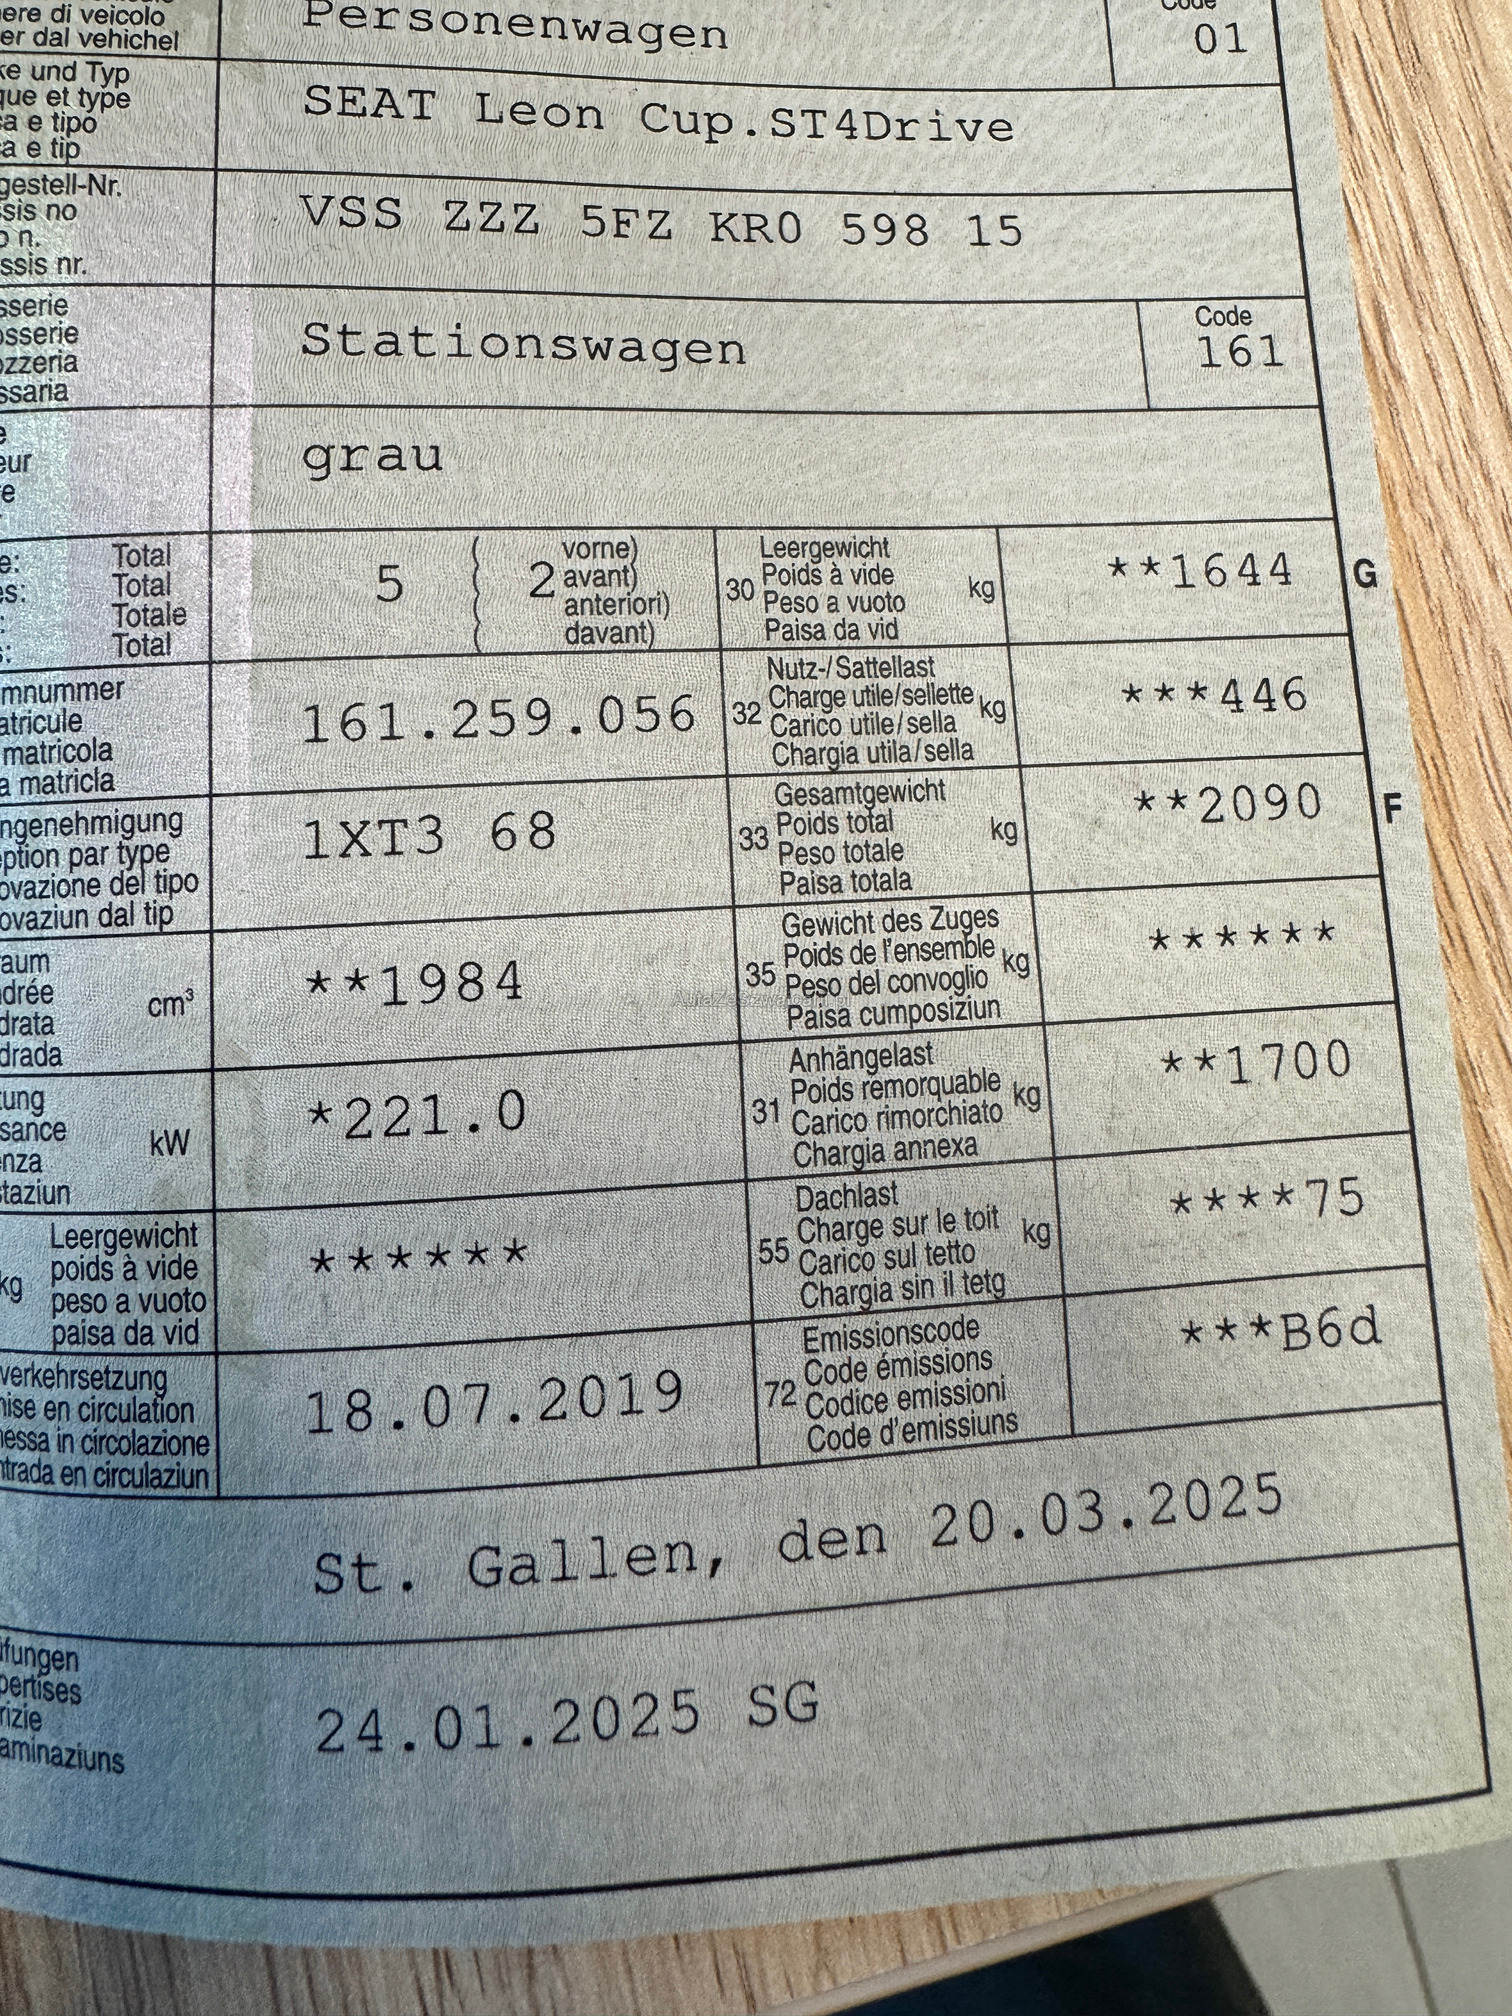 ere di veicolo
er dal vehichel
Personenwagen
Code
01
ke und Typ
que et type
a e tipo
a e tip
SEAT Leon Cup.ST4Drive
gestell-Nr.
sis no
o n.
ssis nr.
VSS ZZZ 5FZ KR0 598 15
sserie
osserie
ozzeria
ssaria
Stationswagen
Code
161
e
eur
e
grau
e: Total
es: Total
: Totale
s: Total
5
2
vorne)
avant)
anteriori)
davant)
30
Leergewicht
Poids à vide
Peso a vuoto
Paisa da vid
kg
**1644
G
mnummer
atricule
matricola
a matricla
161.259.056
32
Nutz-/Sattellast
Charge utile/sellette
Carico utile/sella
Chargia utila/sella
kg
***446
ngenehmigung
ption par type
ovazione del tipo
ovaziun dal tip
1XT3 68
33
Gesamtgewicht
Poids total
Peso totale
Paisa totala
kg
**2090
F
aum
drée
drata
drada
cm³
**1984
35
Gewicht des Zuges
Poids de l'ensemble
Peso del convoglio
Paisa cumposiziun
kg
******
tung
sance
nza
taziun
kW
*221.0
31
Anhängelast
Poids remorquable
Carico rimorchiato
Chargia annexa
kg
**1700
kg
Leergewicht
poids à vide
peso a vuoto
paisa da vid
******
55
Dachlast
Charge sur le toit
Carico sul tetto
Chargia sin il tetg
kg
****75
verkehrsetzung
ise en circulation
essa in circolazione
ntrada en circulaziun
18.07.2019
72
Emissionscode
Code émissions
Codice emissioni
Code d'emissiuns
***B6d
St. Gallen, den 20.03.2025
üfungen
pertises
rizie
aminaziuns
24.01.2025 SG